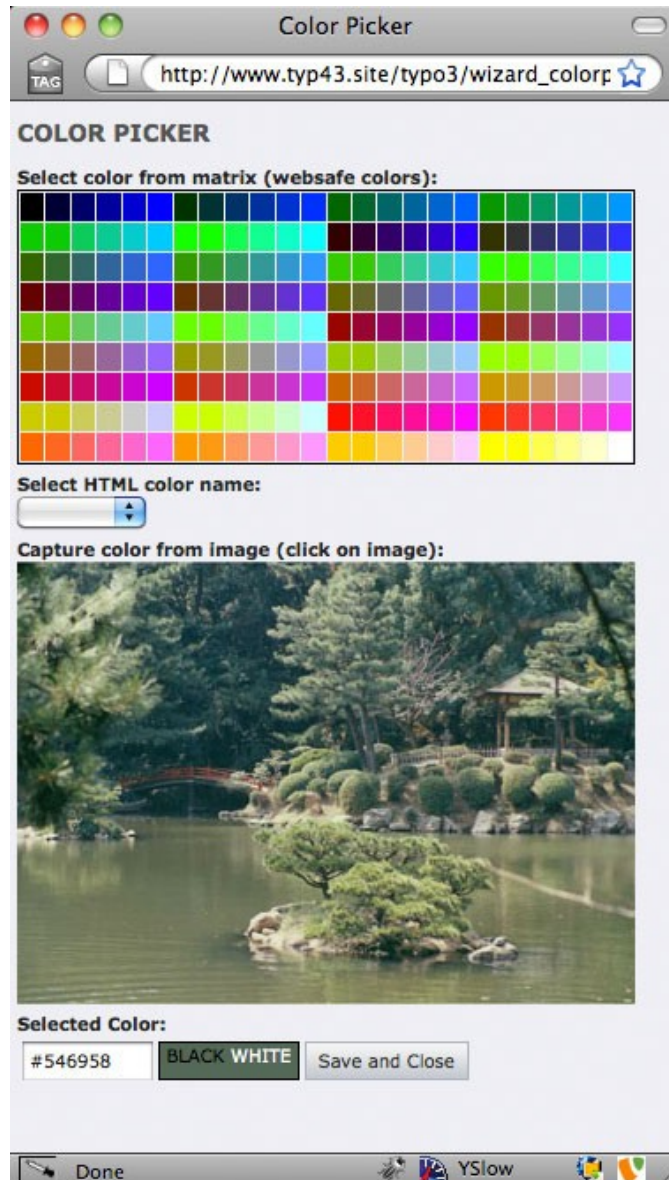 Color Picker
TAG
http://www.typ43.site/typo3/wizard_colorp
COLOR PICKER
Select color from matrix (websafe colors):
Select HTML color name:
Capture color from image (click on image):
Selected Color:
#546958 BLACK WHITE Save and Close
Done YSlow